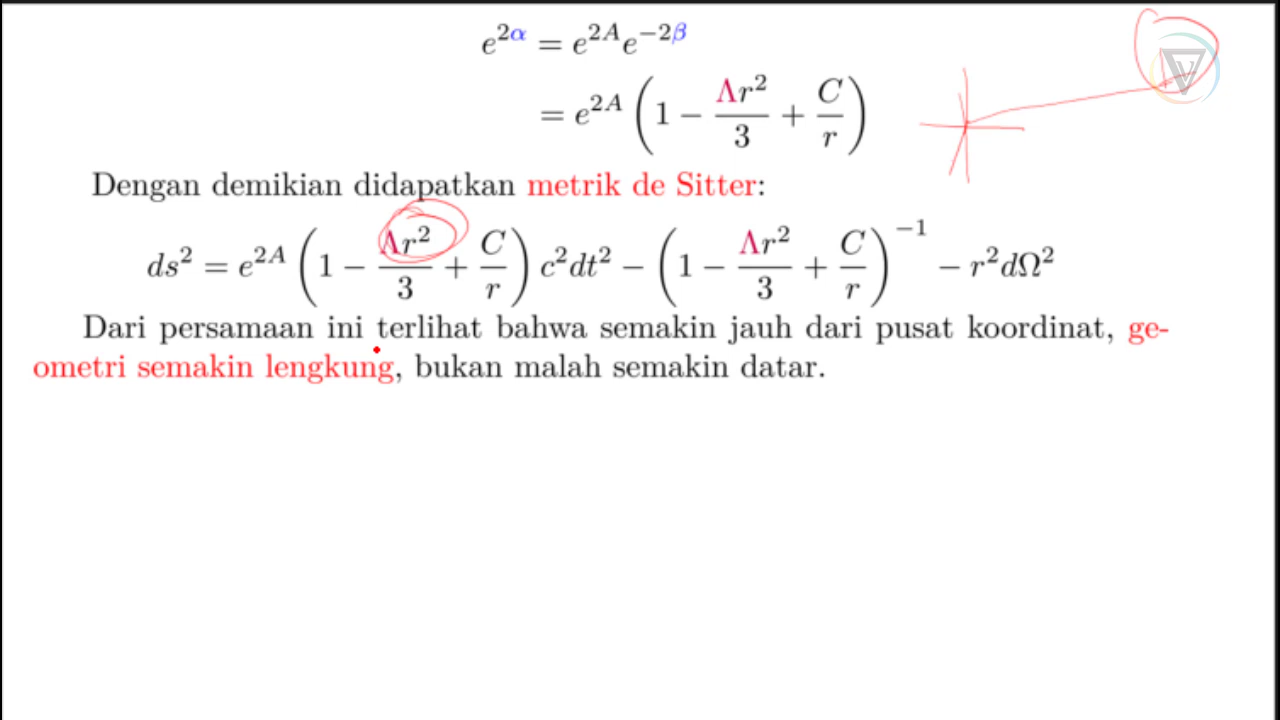 e^{2α} = e^{2A}e^{−2β}
= e^{2A} (1 − Λr²/3 + C/r)
Dengan demikian didapatkan metrik de Sitter:
ds² = e^{2A} (1 − Λr²/3 + C/r) c²dt² − (1 − Λr²/3 + C/r)^{−1} − r²dΩ²
Dari persamaan ini terlihat bahwa semakin jauh dari pusat koordinat, ge-
ometri semakin lengkung, bukan malah semakin datar.